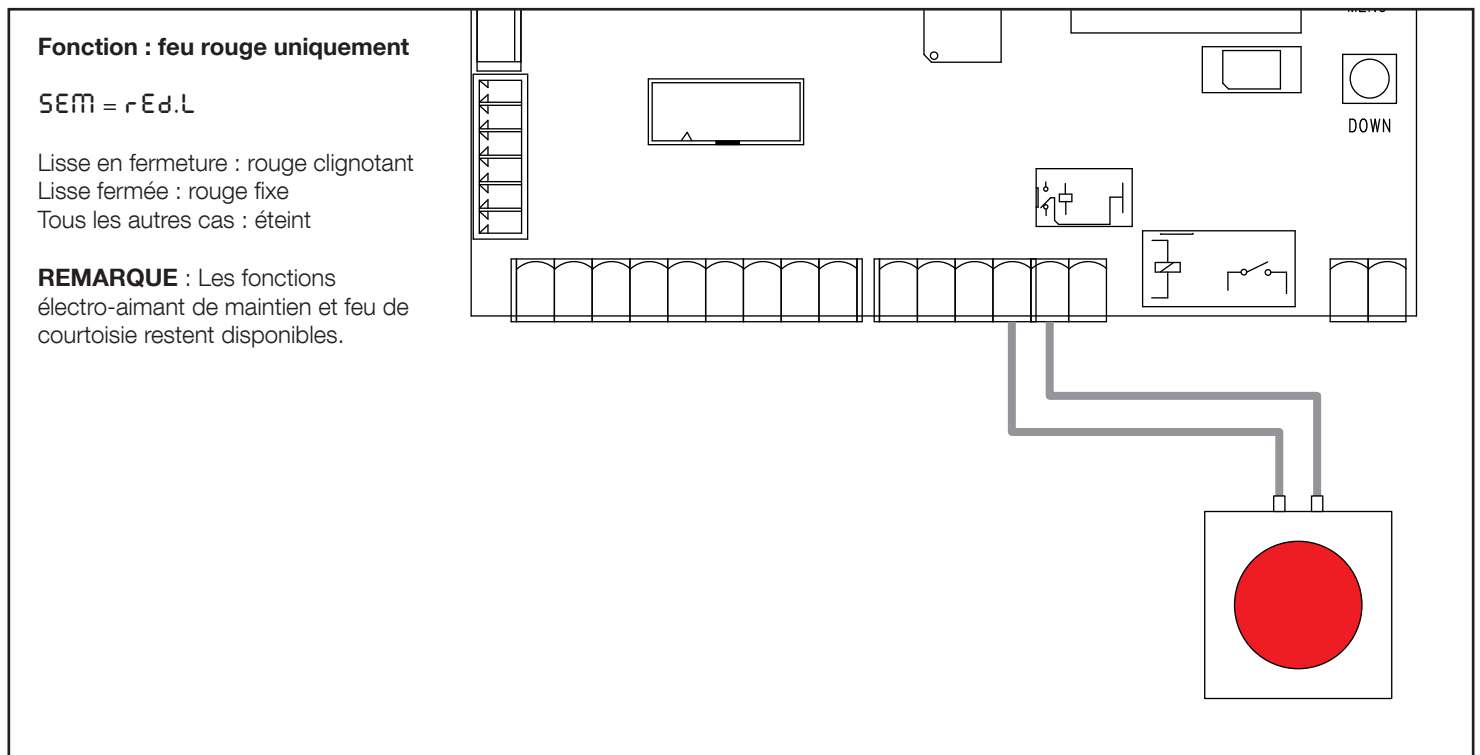 Fonction : feu rouge uniquement
SEM = rEd.L
Lisse en fermeture : rouge clignotant
Lisse fermée : rouge fixe
Tous les autres cas : éteint
REMARQUE : Les fonctions
électro-aimant de maintien et feu de
courtoisie restent disponibles.
DOWN